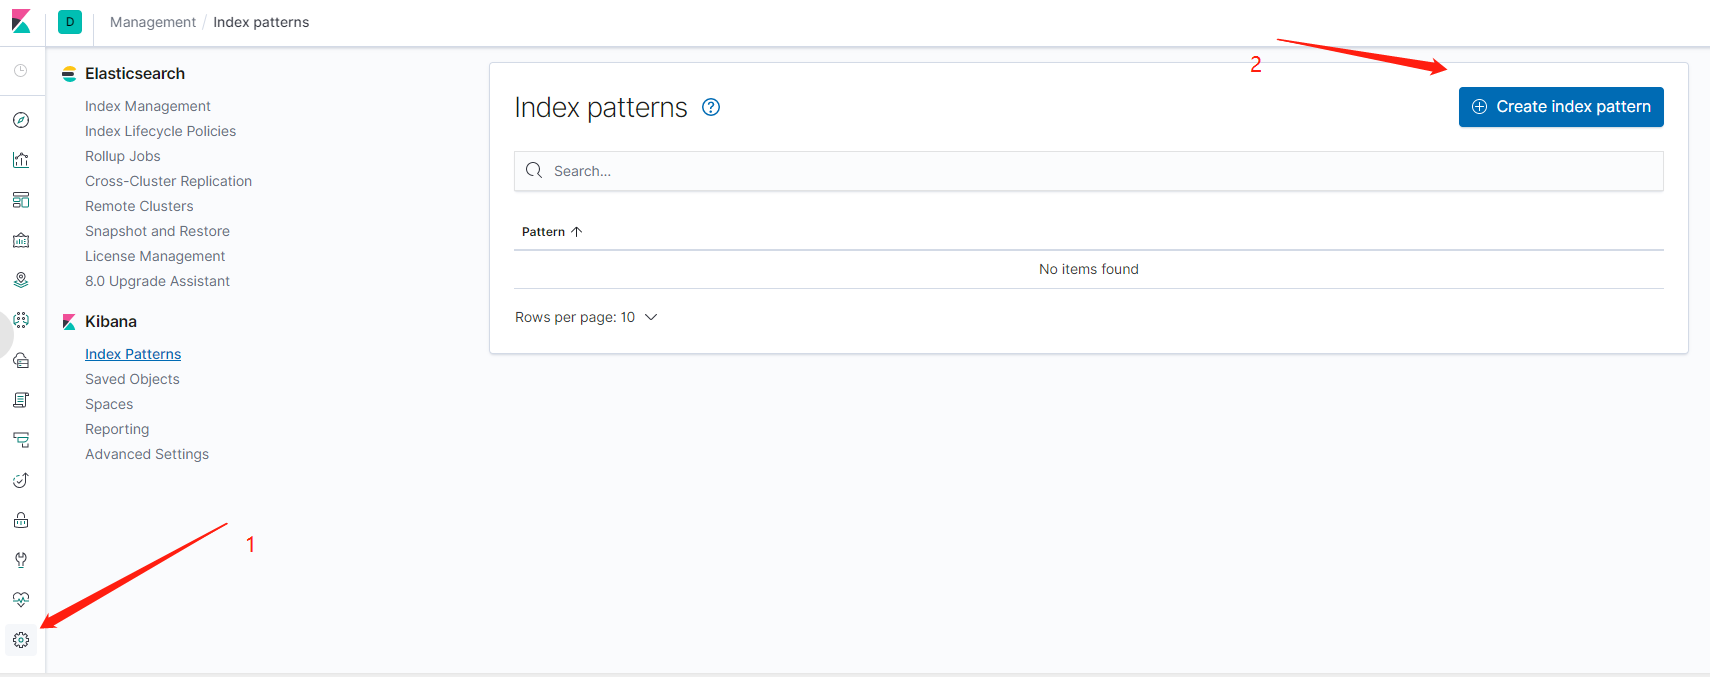 D Management / Index patterns
Elasticsearch
Index Management
Index Lifecycle Policies
Rollup Jobs
Cross-Cluster Replication
Remote Clusters
Snapshot and Restore
License Management
8.0 Upgrade Assistant
Kibana
Index Patterns
Saved Objects
Spaces
Reporting
Advanced Settings
1
2
Index patterns ?
Create index pattern
Search...
Pattern
No items found
Rows per page: 10